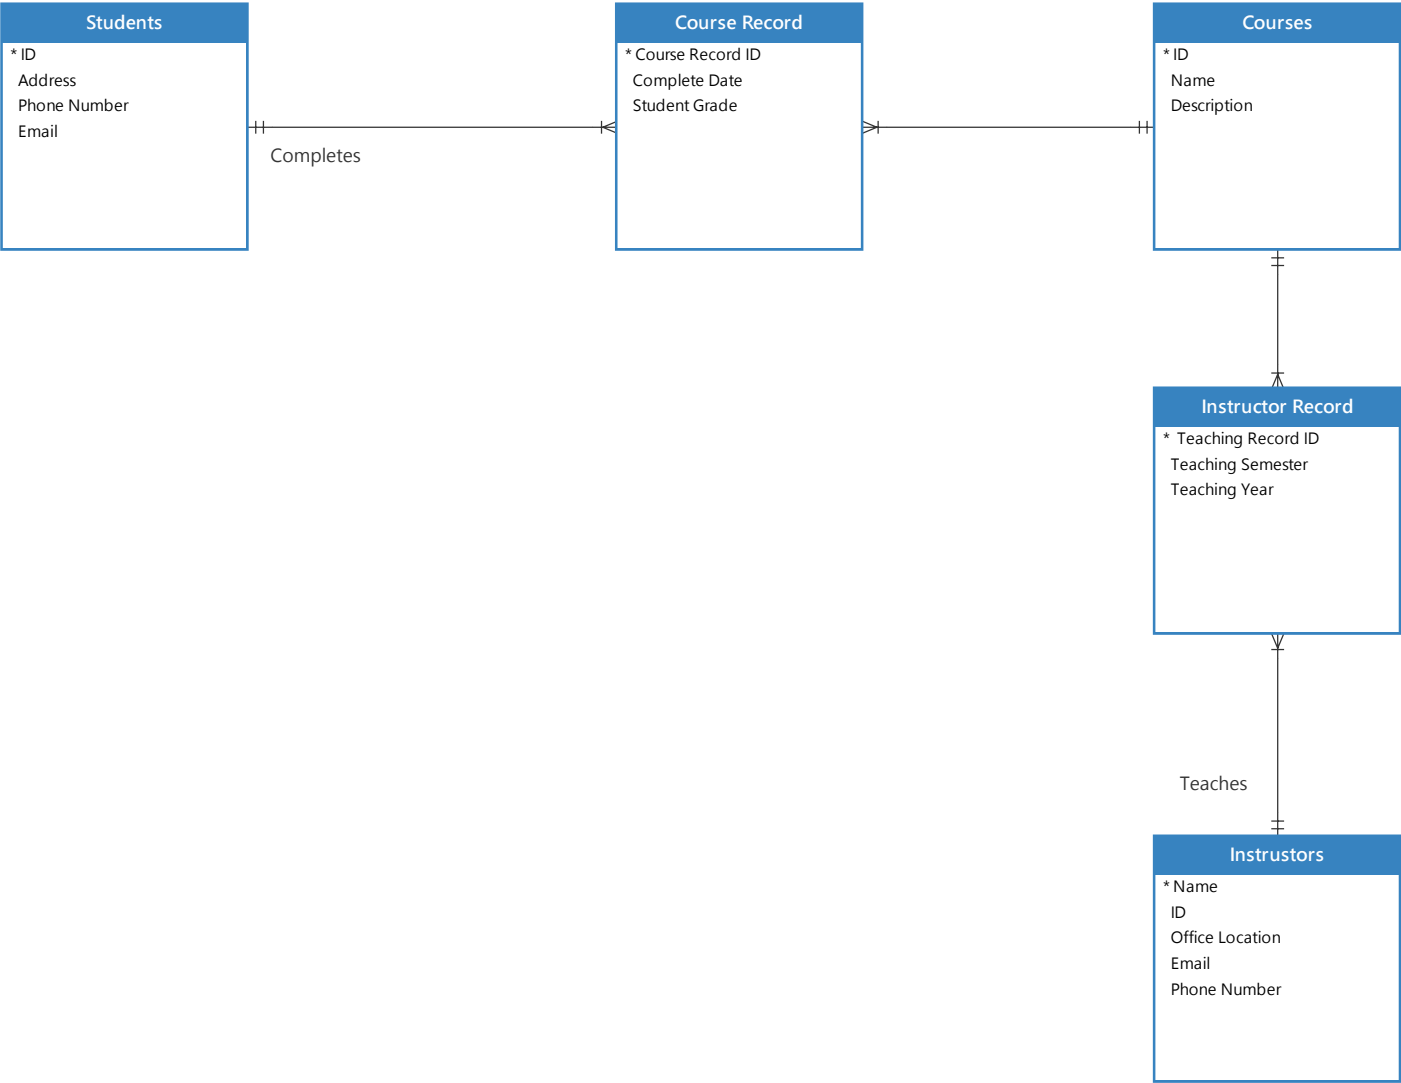 Students
* ID
Address
Phone Number
Email
Completes
Course Record
* Course Record ID
Complete Date
Student Grade
Courses
* ID
Name
Description
Instructor Record
* Teaching Record ID
Teaching Semester
Teaching Year
Teaches
Instrustors
* Name
ID
Office Location
Email
Phone Number